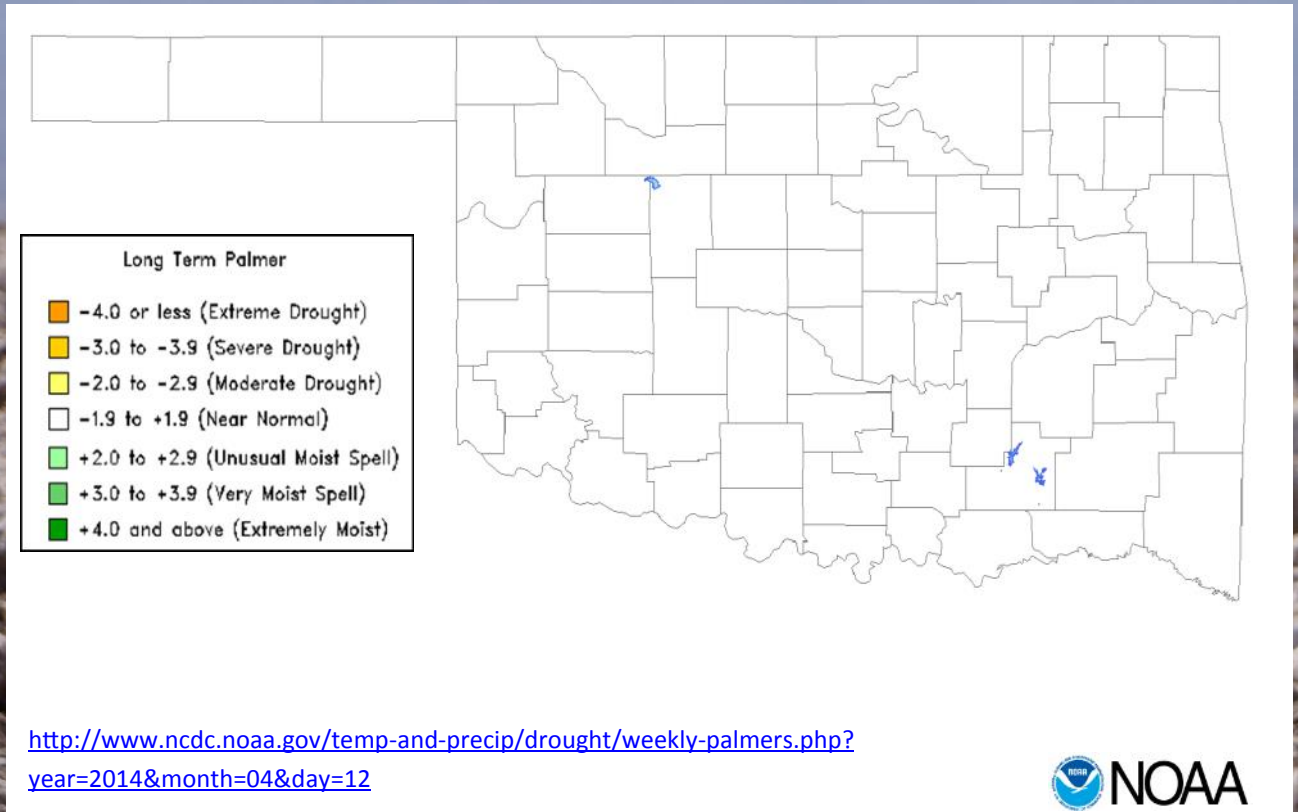 Long Term Palmer
-4.0 or less (Extreme Drought)
-3.0 to -3.9 (Severe Drought)
-2.0 to -2.9 (Moderate Drought)
-1.9 to +1.9 (Near Normal)
+2.0 to +2.9 (Unusual Moist Spell)
+3.0 to +3.9 (Very Moist Spell)
+4.0 and above (Extremely Moist)
http://www.ncdc.noaa.gov/temp-and-precip/drought/weekly-palmers.php?
year=2014&month=04&day=12
NOAA
NOAA